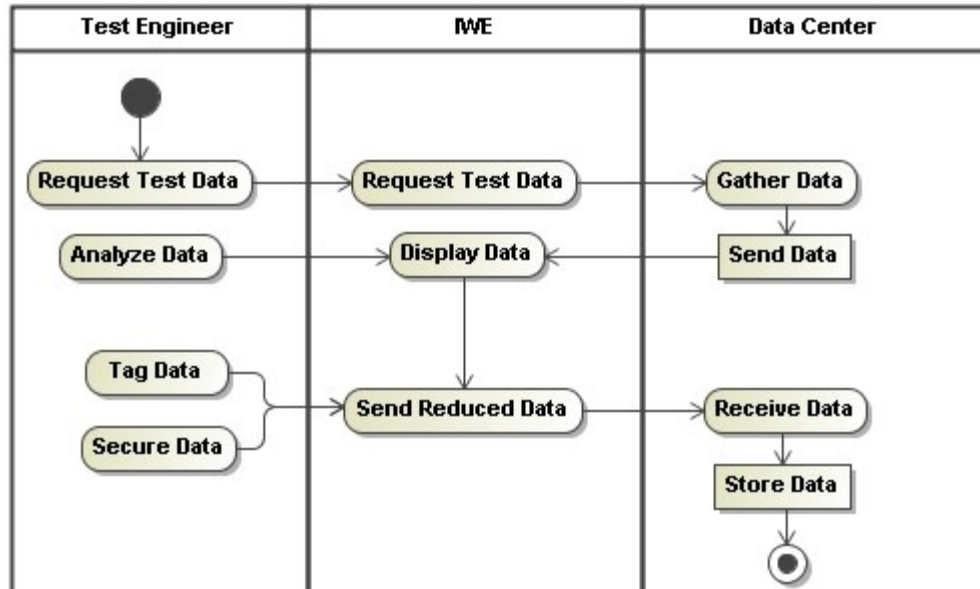 Test Engineer
IWE
Data Center
Request Test Data
Request Test Data
Gather Data
Analyze Data
Display Data
Send Data
Tag Data
Send Reduced Data
Receive Data
Secure Data
Store Data